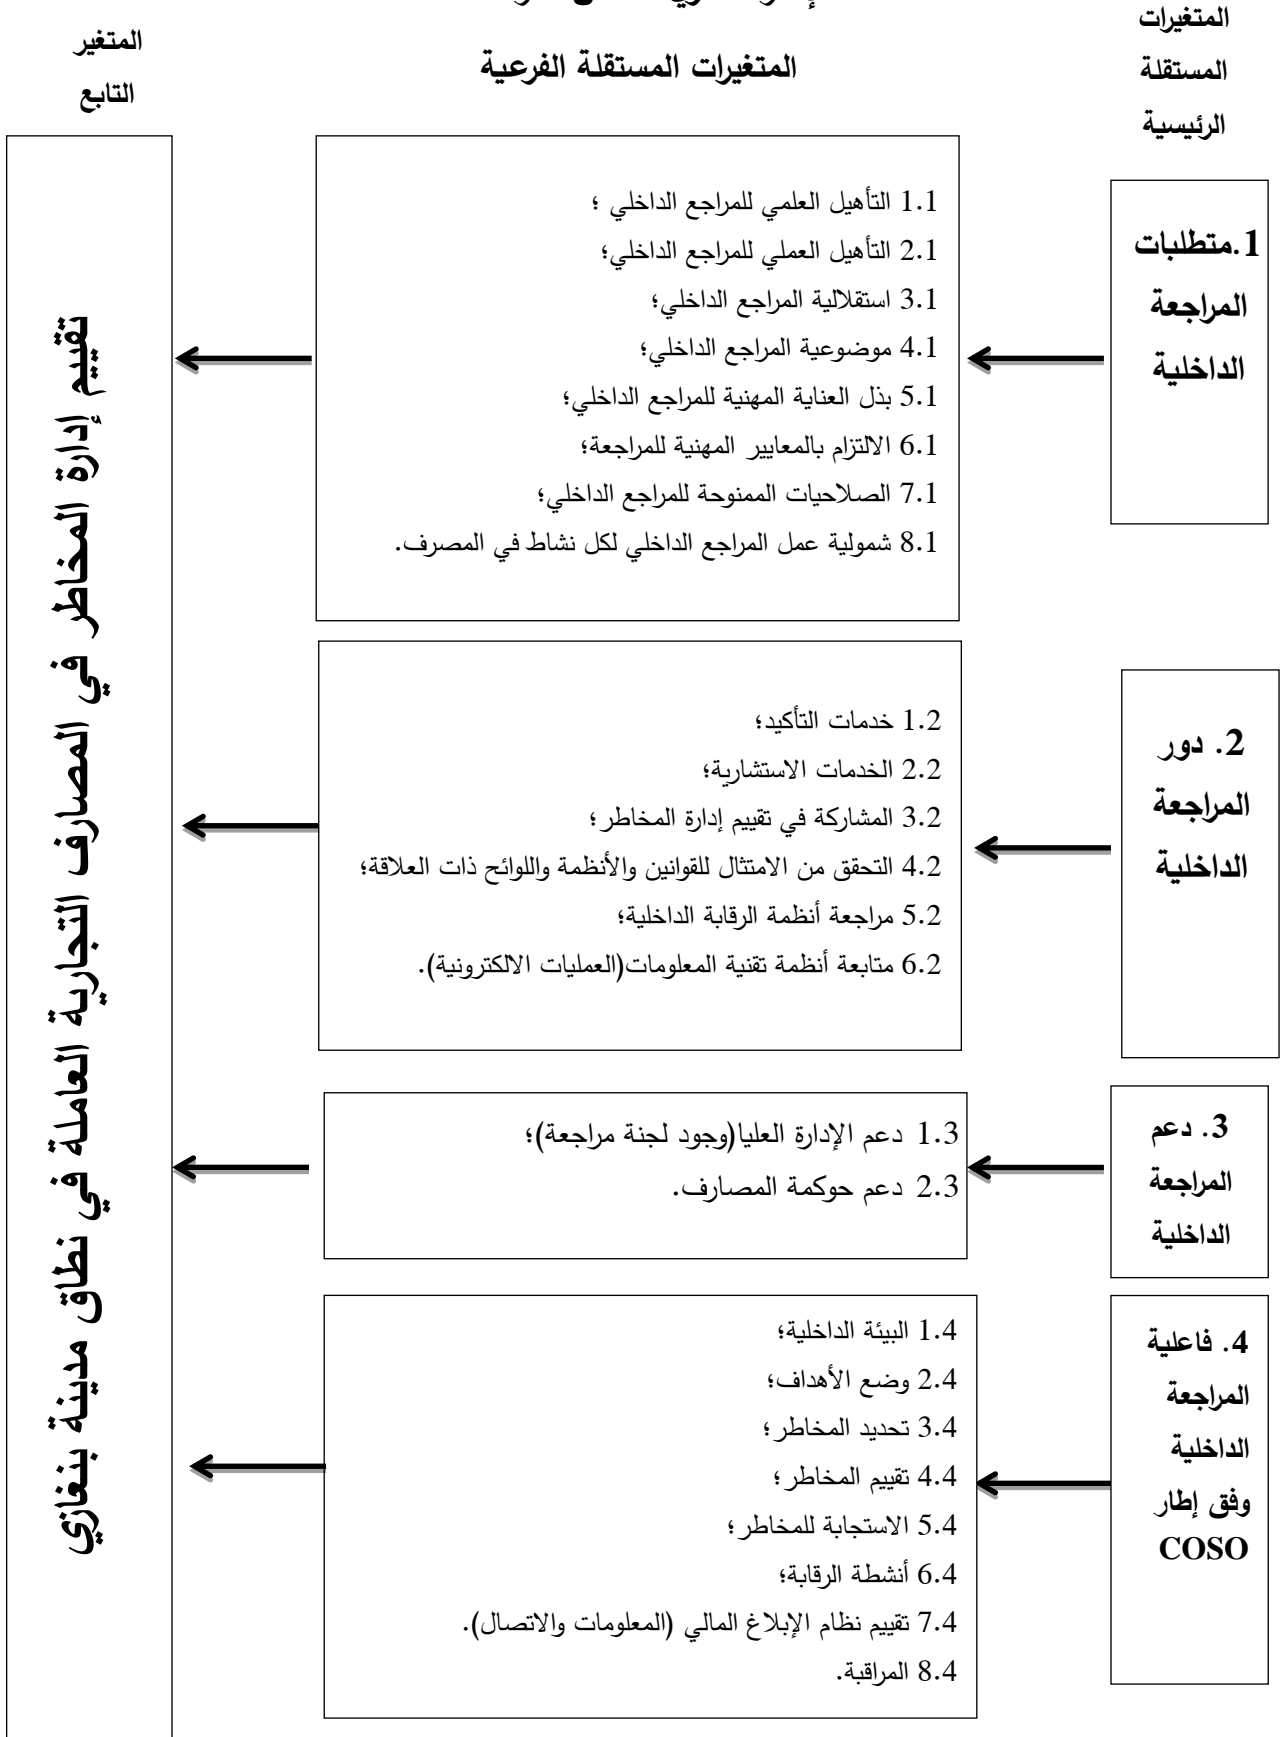 المتغيرات
المستقلة
الرئيسية
المتغيرات المستقلة الفرعية
المتغير
التابع
1.متطلبات
المراجعة
الداخلية
1.1 التأهيل العلمي للمراجع الداخلي ؛
2.1 التأهيل العملي للمراجع الداخلي؛
3.1 استقلالية المراجع الداخلي؛
4.1 موضوعية المراجع الداخلي؛
5.1 بذل العناية المهنية للمراجع الداخلي؛
6.1 الالتزام بالمعايير المهنية للمراجعة؛
7.1 الصلاحيات الممنوحة للمراجع الداخلي؛
8.1 شمولية عمل المراجع الداخلي لكل نشاط في المصرف.
2. دور
المراجعة
الداخلية
1.2 خدمات التأكيد؛
2.2 الخدمات الاستشارية؛
3.2 المشاركة في تقييم إدارة المخاطر؛
4.2 التحقق من الامتثال للقوانين والأنظمة واللوائح ذات العلاقة؛
5.2 مراجعة أنظمة الرقابة الداخلية؛
6.2 متابعة أنظمة تقنية المعلومات(العمليات الالكترونية).
3. دعم
المراجعة
الداخلية
1.3 دعم الإدارة العليا(وجود لجنة مراجعة)؛
2.3 دعم حوكمة المصارف.
4. فاعلية
المراجعة
الداخلية
وفق إطار
COSO
1.4 البيئة الداخلية؛
2.4 وضع الأهداف؛
3.4 تحديد المخاطر؛
4.4 تقييم المخاطر؛
5.4 الاستجابة للمخاطر؛
6.4 أنشطة الرقابة؛
7.4 تقييم نظام الإبلاغ المالي (المعلومات والاتصال).
8.4 المراقبة.
تقييم إدارة المخاطر في المصارف التجارية العاملة في نطاق مدينة بنغازي